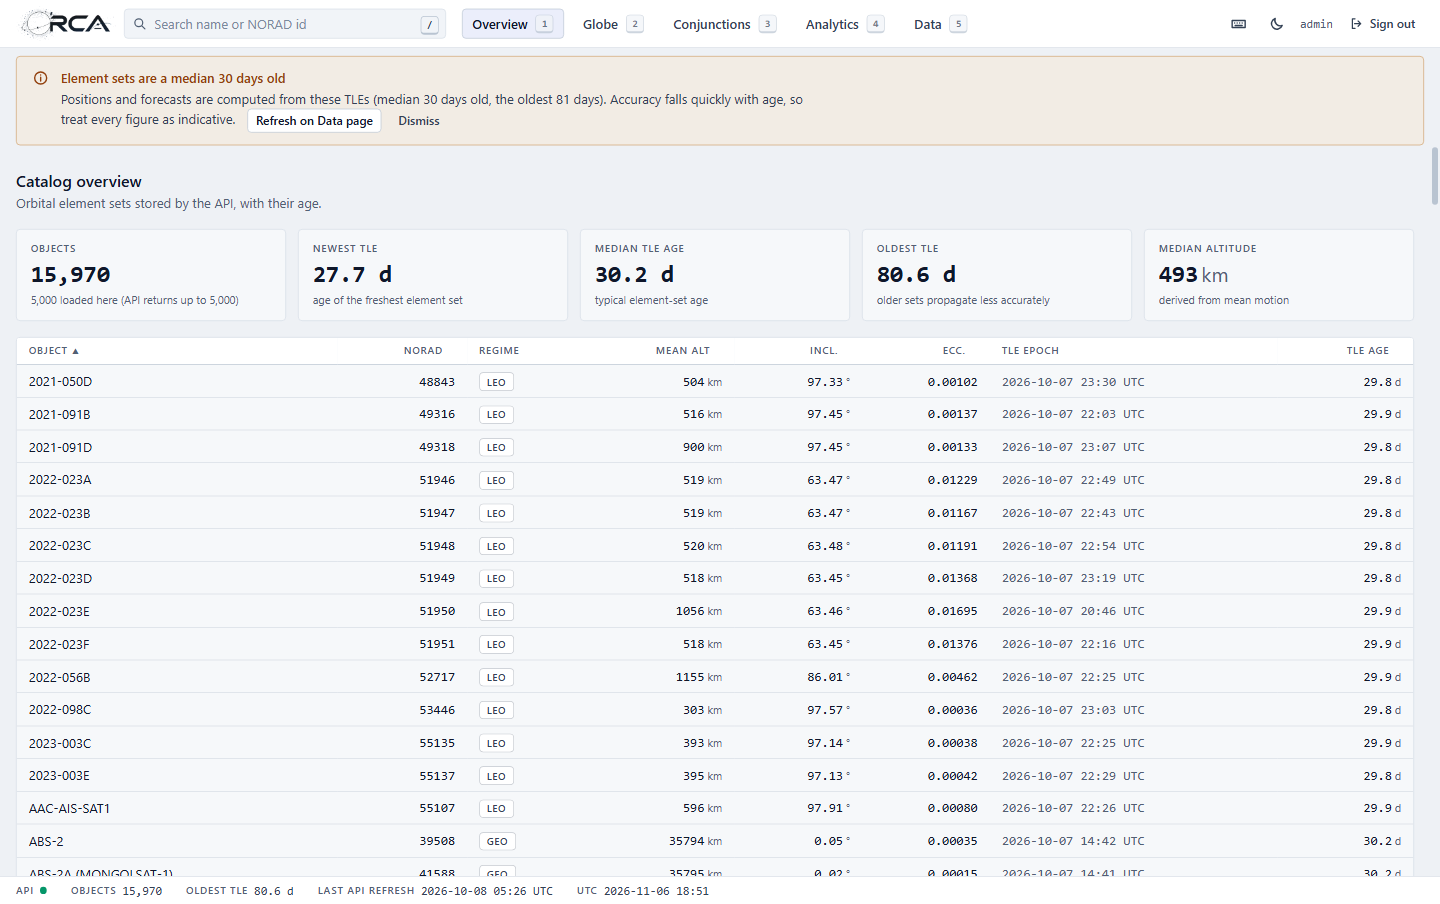 ORCA
Search name or NORAD id /
Overview 1
Globe 2
Conjunctions 3
Analytics 4
Data 5
admin
Sign out
Element sets are a median 30 days old
Positions and forecasts are computed from these TLEs (median 30 days old, the oldest 81 days). Accuracy falls quickly with age, so
treat every figure as indicative. Refresh on Data page Dismiss
Catalog overview
Orbital element sets stored by the API, with their age.
OBJECTS
15,970
5,000 loaded here (API returns up to 5,000)
NEWEST TLE
27.7 d
age of the freshest element set
MEDIAN TLE AGE
30.2 d
typical element-set age
OLDEST TLE
80.6 d
older sets propagate less accurately
MEDIAN ALTITUDE
493 km
derived from mean motion
OBJECT ▲ NORAD REGIME MEAN ALT INCL. ECC. TLE EPOCH TLE AGE
2021-050D 48843 LEO 504 km 97.33 ° 0.00102 2026-10-07 23:30 UTC 29.8 d
2021-091B 49316 LEO 516 km 97.45 ° 0.00137 2026-10-07 22:03 UTC 29.9 d
2021-091D 49318 LEO 900 km 97.45 ° 0.00133 2026-10-07 23:07 UTC 29.8 d
2022-023A 51946 LEO 519 km 63.47 ° 0.01229 2026-10-07 22:49 UTC 29.8 d
2022-023B 51947 LEO 519 km 63.47 ° 0.01167 2026-10-07 22:43 UTC 29.8 d
2022-023C 51948 LEO 520 km 63.48 ° 0.01191 2026-10-07 22:54 UTC 29.8 d
2022-023D 51949 LEO 518 km 63.45 ° 0.01368 2026-10-07 23:19 UTC 29.8 d
2022-023E 51950 LEO 1056 km 63.46 ° 0.01695 2026-10-07 20:46 UTC 29.9 d
2022-023F 51951 LEO 518 km 63.45 ° 0.01376 2026-10-07 22:16 UTC 29.9 d
2022-056B 52717 LEO 1155 km 86.01 ° 0.00462 2026-10-07 22:25 UTC 29.9 d
2022-098C 53446 LEO 303 km 97.57 ° 0.00036 2026-10-07 23:03 UTC 29.8 d
2023-003C 55135 LEO 393 km 97.14 ° 0.00038 2026-10-07 22:25 UTC 29.9 d
2023-003E 55137 LEO 395 km 97.13 ° 0.00042 2026-10-07 22:29 UTC 29.8 d
AAC-AIS-SAT1 55107 LEO 596 km 97.91 ° 0.00080 2026-10-07 22:26 UTC 29.9 d
ABS-2 39508 GEO 35794 km 0.05 ° 0.00035 2026-10-07 14:42 UTC 30.2 d
ABS-2A (MONGOLSAT-1) 41588 GEO 35795 km 0.02 ° 0.00015 2026-10-07 14:41 UTC 30.2 d
API OBJECTS 15,970 OLDEST TLE 80.6 d LAST API REFRESH 2026-10-08 05:26 UTC UTC 2026-11-06 18:51